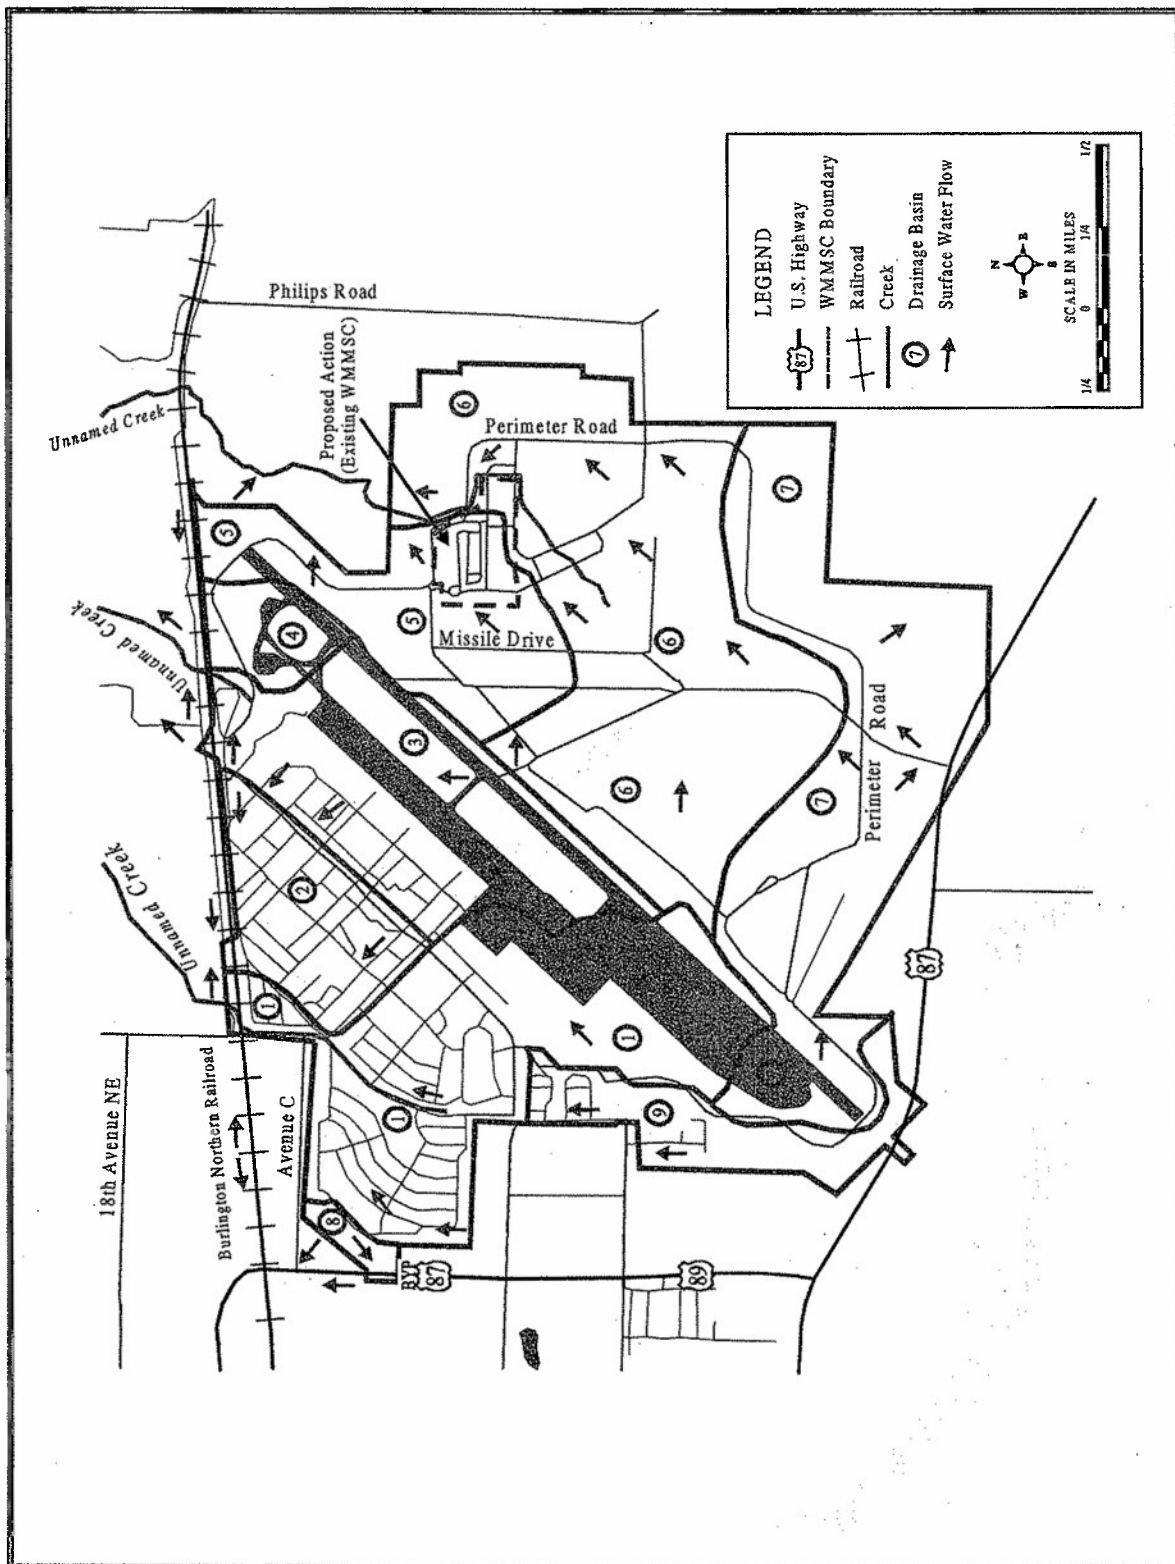 18th Avenue NE
Unnamed Creek
Unnamed Creek
Unnamed Creek
Burlington Northern Railroad
Avenue C
Philips Road
Proposed Action
(Existing WMMSC)
8
1
1
2
4
5
BYP
87
1
3
5
6
Missile Drive
Perimeter Road
9
1
6
6
89
7
7
Perimeter Road
87
LEGEND
87 U.S. Highway
WMMSC Boundary
Railroad
Creek
7 Drainage Basin
Surface Water Flow
N
W E
S
SCALE IN MILES
1/4 0 1/4 1/2